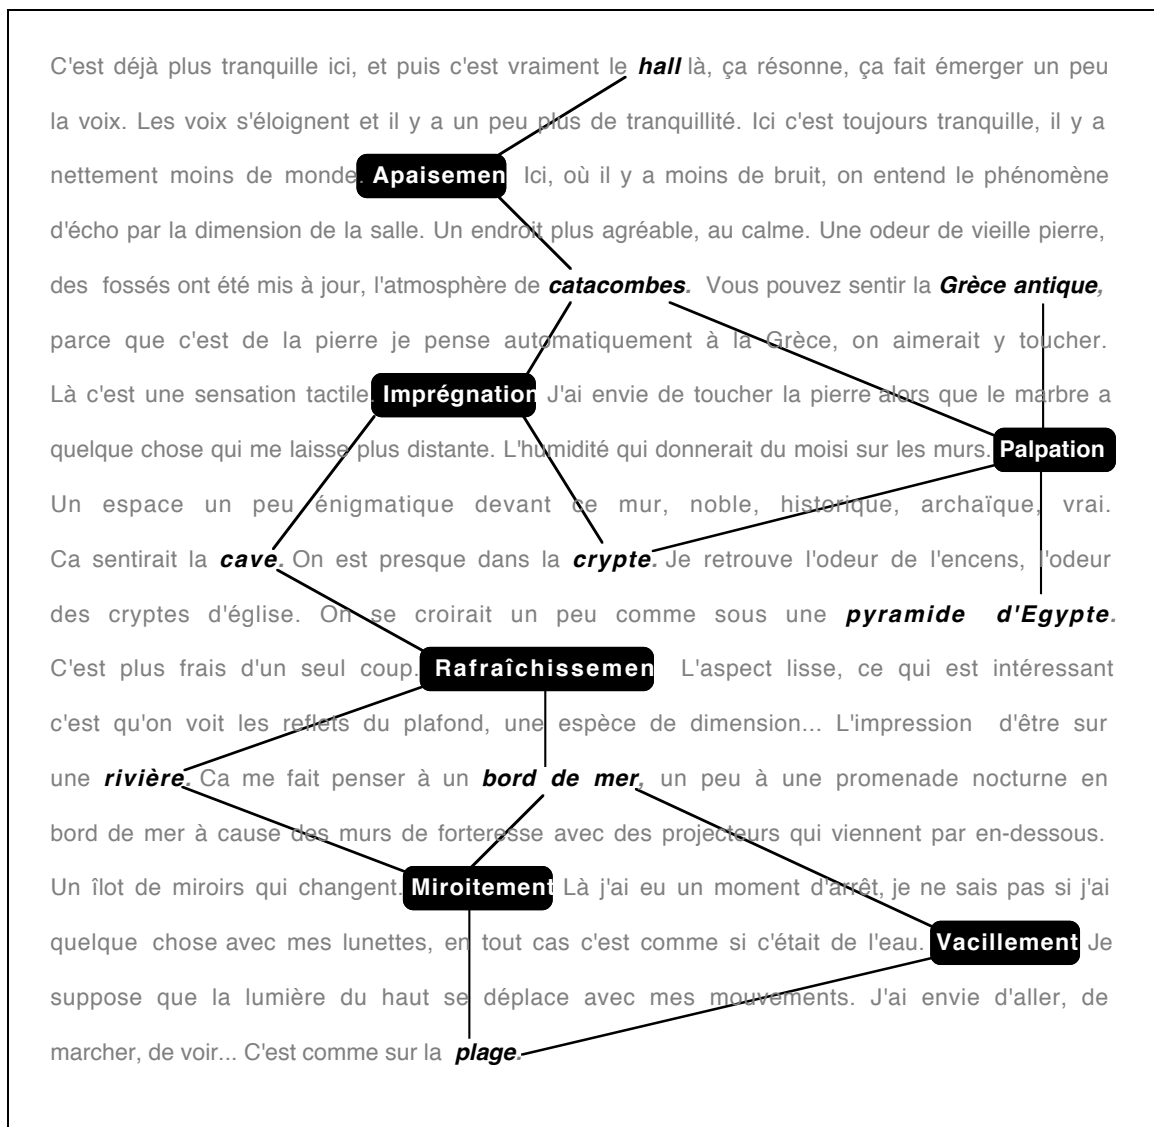 C'est déjà plus tranquille ici, et puis c'est vraiment le hall là, ça résonne, ça fait émerger un peu
la voix. Les voix s'éloignent et il y a un peu plus de tranquillité. Ici c'est toujours tranquille, il y a
nettement moins de monde. Apaisemen Ici, où il y a moins de bruit, on entend le phénomène
d'écho par la dimension de la salle. Un endroit plus agréable, au calme. Une odeur de vieille pierre,
des fossés ont été mis à jour, l'atmosphère de catacombes. Vous pouvez sentir la Grèce antique,
parce que c'est de la pierre je pense automatiquement à la Grèce, on aimerait y toucher.
Là c'est une sensation tactile. Imprégnation J'ai envie de toucher la pierre alors que le marbre a
quelque chose qui me laisse plus distante. L'humidité qui donnerait du moisi sur les murs. Palpation
Un espace un peu énigmatique devant ce mur, noble, historique, archaïque, vrai.
Ca sentirait la cave. On est presque dans la crypte. Je retrouve l'odeur de l'encens, l'odeur
des cryptes d'église. On se croirait un peu comme sous une pyramide d'Egypte.
C'est plus frais d'un seul coup. Rafraîchissemen L'aspect lisse, ce qui est intéressant
c'est qu'on voit les reflets du plafond, une espèce de dimension... L'impression d'être sur
une rivière. Ca me fait penser à un bord de mer, un peu à une promenade nocturne en
bord de mer à cause des murs de forteresse avec des projecteurs qui viennent par en-dessous.
Un îlot de miroirs qui changent. Miroitement Là j'ai eu un moment d'arrêt, je ne sais pas si j'ai
quelque chose avec mes lunettes, en tout cas c'est comme si c'était de l'eau. Vacillement Je
suppose que la lumière du haut se déplace avec mes mouvements. J'ai envie d'aller, de
marcher, de voir... C'est comme sur la plage.